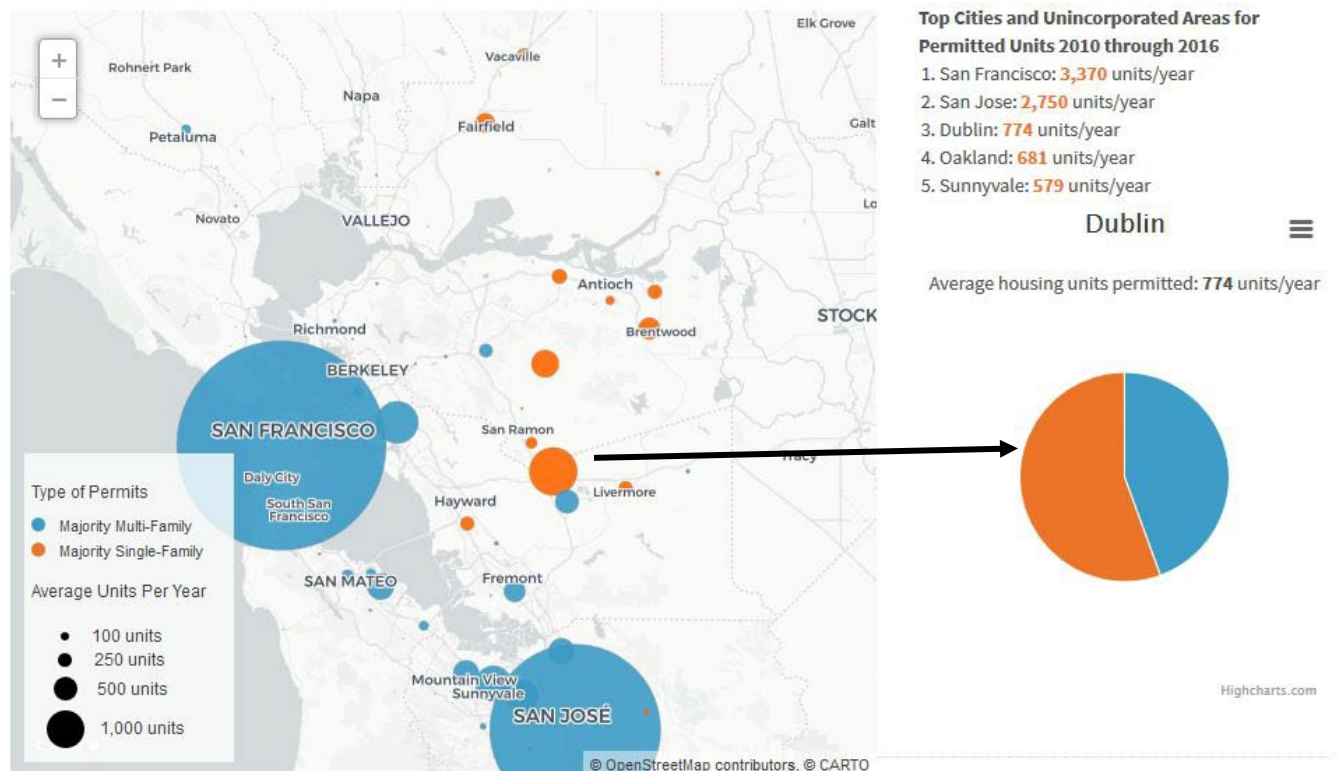 Elk Grove
Vacaville
Rohnert Park
Napa
Fairfield
Galt
Petaluma
Novato
VALLEJO
Lo
Antioch
STOCK
Richmond
Brentwood
BERKELEY
SAN FRANCISCO
San Ramon
Tracy
Daly City
Livermore
South San
Francisco
Hayward
SAN MATEO
Fremont
Mountain View
Sunnyvale
SAN JOSÉ
+
−
Type of Permits
Majority Multi-Family
Majority Single-Family
Average Units Per Year
100 units
250 units
500 units
1,000 units
© OpenStreetMap contributors, © CARTO
Top Cities and Unincorporated Areas for
Permitted Units 2010 through 2016
1. San Francisco: 3,370 units/year
2. San Jose: 2,750 units/year
3. Dublin: 774 units/year
4. Oakland: 681 units/year
5. Sunnyvale: 579 units/year
Dublin
Average housing units permitted: 774 units/year
Highcharts.com